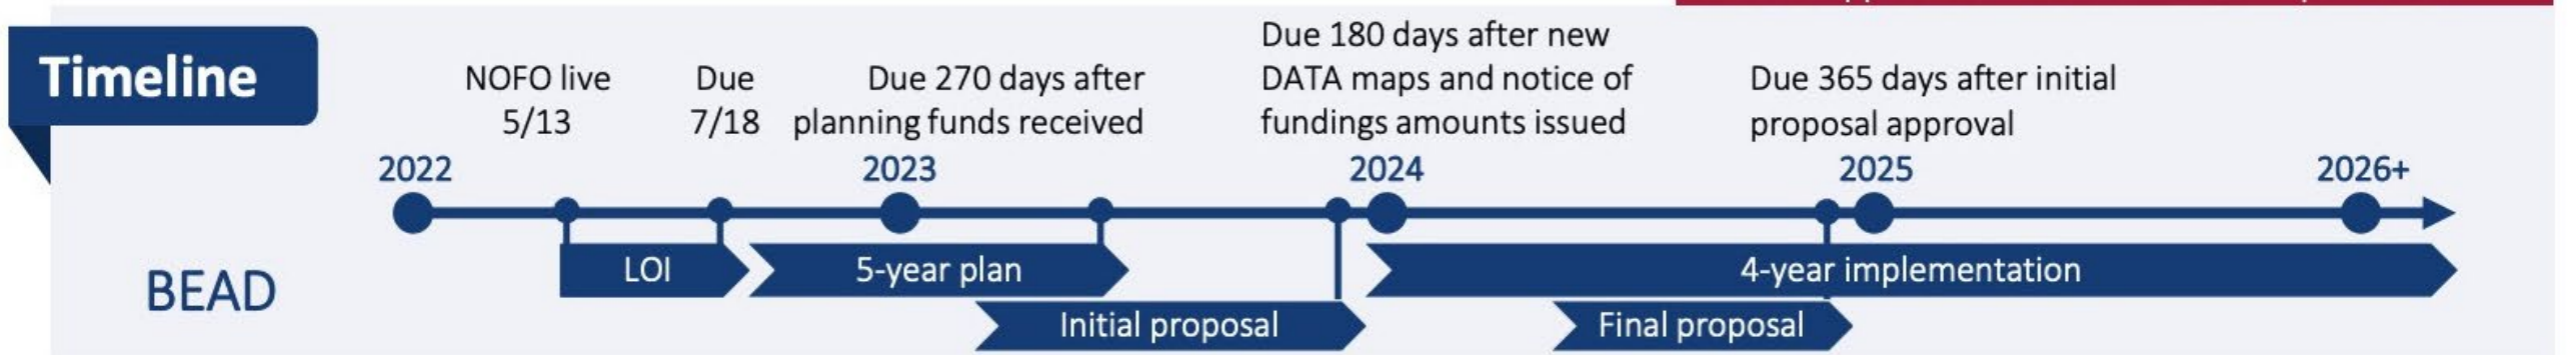 Timeline
NOFO live
5/13
Due
7/18
Due 270 days after
planning funds received
Due 180 days after new
DATA maps and notice of
fundings amounts issued
Due 365 days after initial
proposal approval
2022
2023
2024
2025
2026+
BEAD
LOI
5-year plan
4-year implementation
Initial proposal
Final proposal